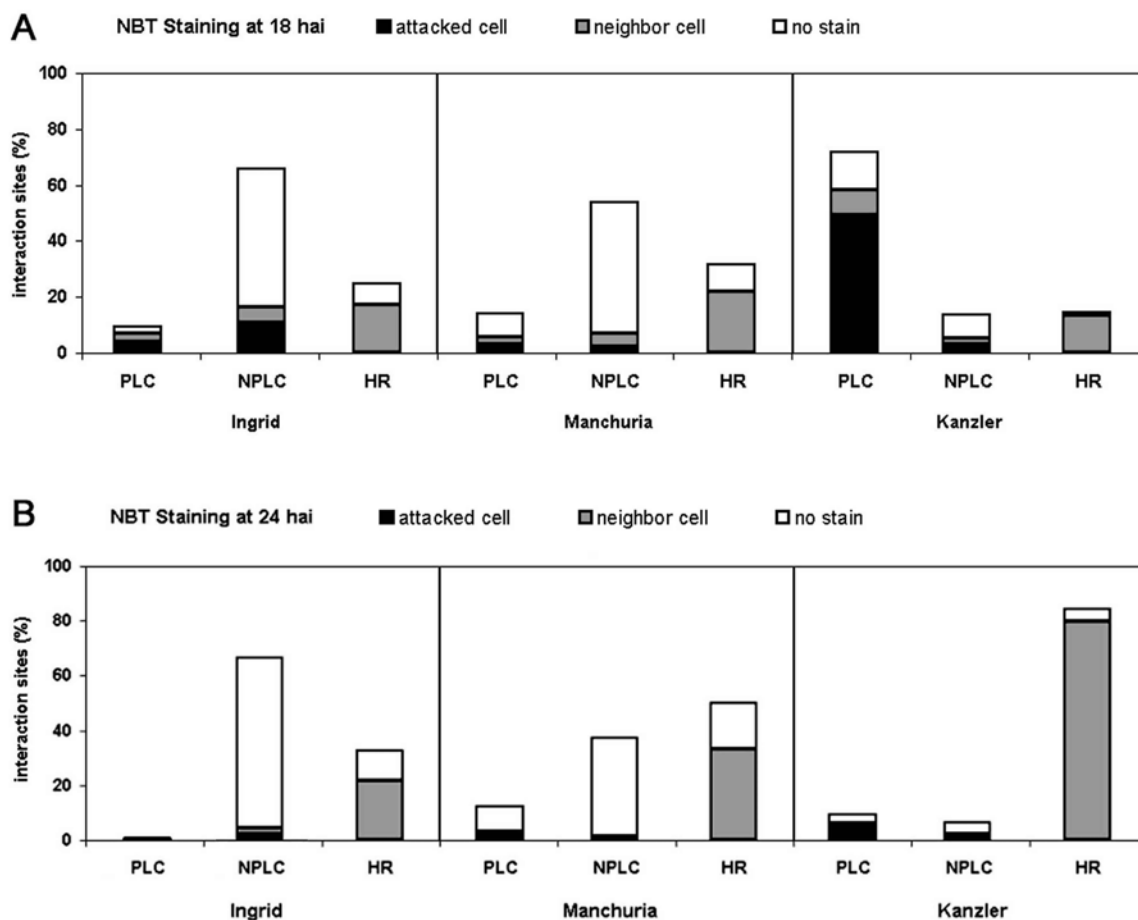 A
NBT Staining at 18 hai attacked cell neighbor cell no stain
interaction sites (%)
100
80
60
40
20
0
PLC NPLC HR PLC NPLC HR PLC NPLC HR
Ingrid Manchuria Kanzler
B
NBT Staining at 24 hai attacked cell neighbor cell no stain
interaction sites (%)
100
80
60
40
20
0
PLC NPLC HR PLC NPLC HR PLC NPLC HR
Ingrid Manchuria Kanzler